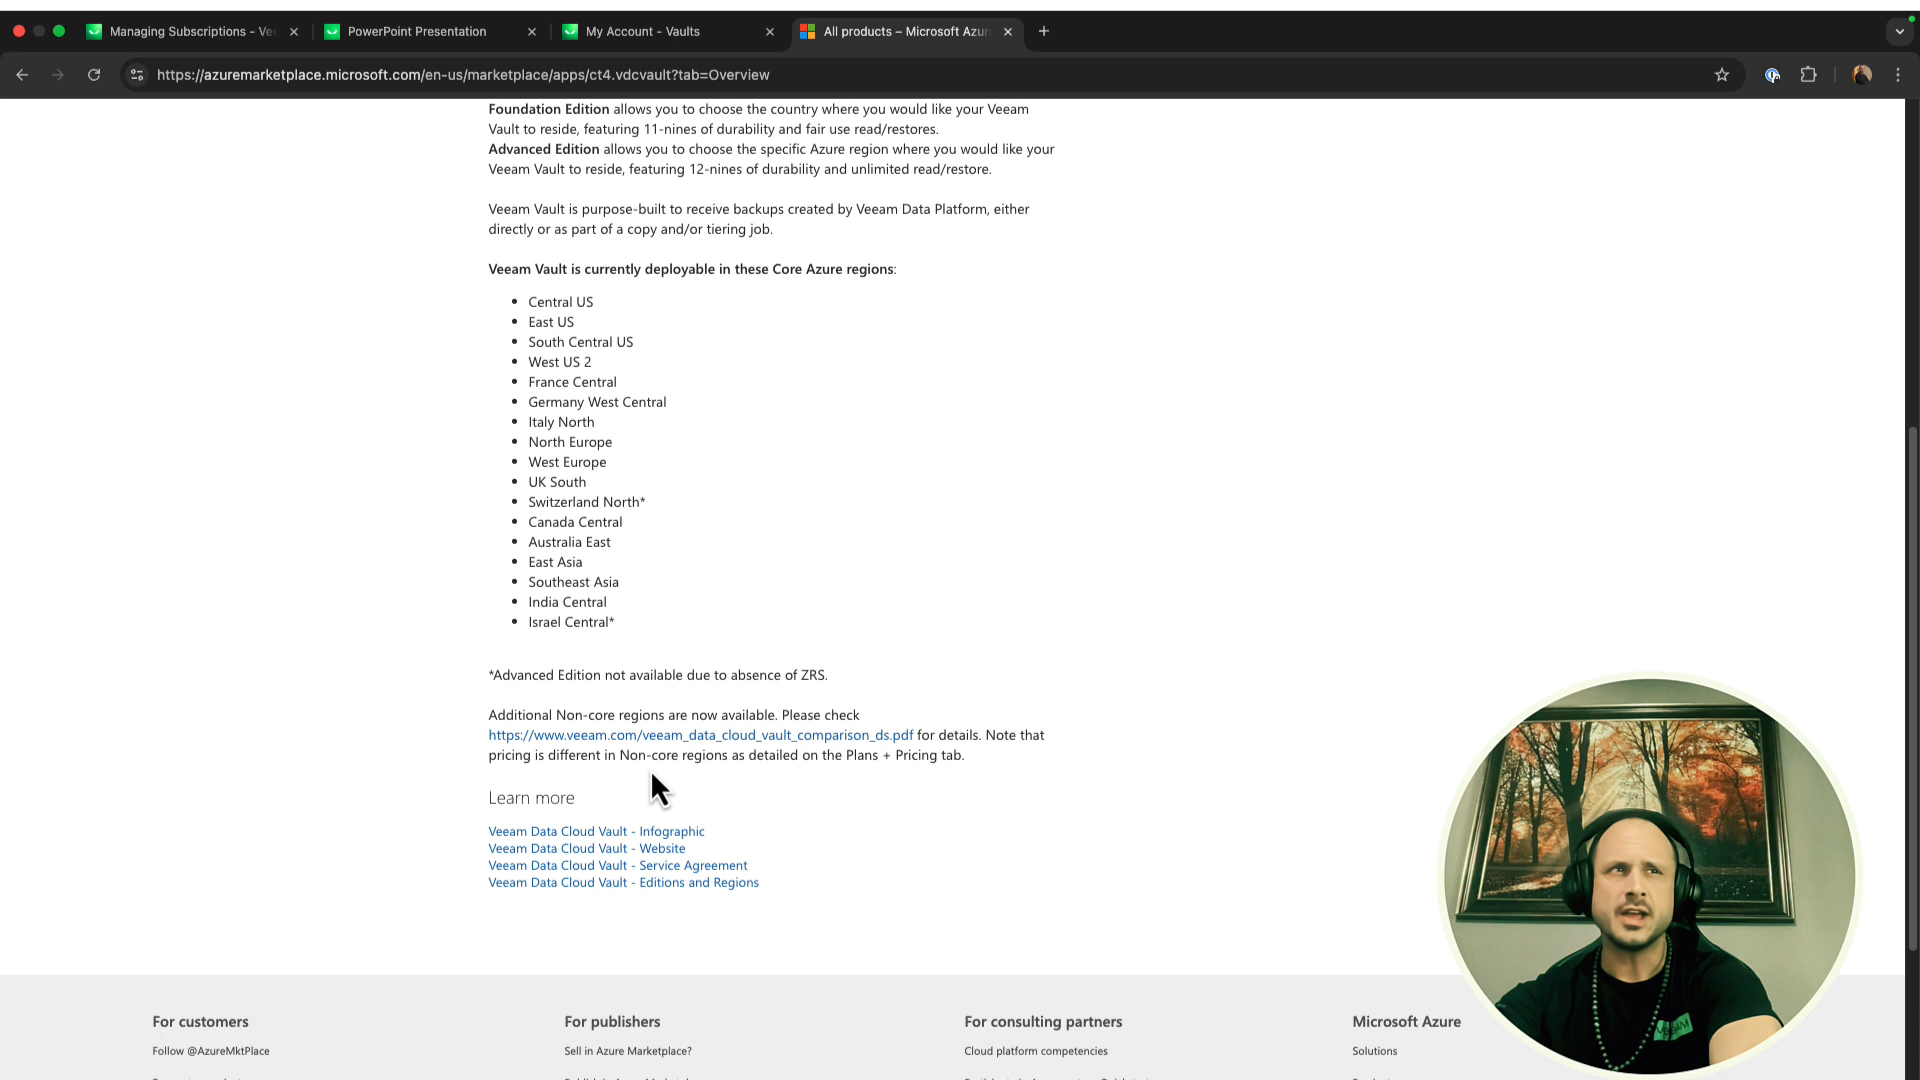 Managing Subscriptions - Ve
PowerPoint Presentation
My Account - Vaults
All products – Microsoft Azur
https://azuremarketplace.microsoft.com/en-us/marketplace/apps/ct4.vdcvault?tab=Overview
Foundation Edition allows you to choose the country where you would like your Veeam
Vault to reside, featuring 11-nines of durability and fair use read/restores.
Advanced Edition allows you to choose the specific Azure region where you would like your
Veeam Vault to reside, featuring 12-nines of durability and unlimited read/restore.
Veeam Vault is purpose-built to receive backups created by Veeam Data Platform, either
directly or as part of a copy and/or tiering job.
Veeam Vault is currently deployable in these Core Azure regions:
• Central US
• East US
• South Central US
• West US 2
• France Central
• Germany West Central
• Italy North
• North Europe
• West Europe
• UK South
• Switzerland North*
• Canada Central
• Australia East
• East Asia
• Southeast Asia
• India Central
• Israel Central*
*Advanced Edition not available due to absence of ZRS.
Additional Non-core regions are now available. Please check
https://www.veeam.com/veeam_data_cloud_vault_comparison_ds.pdf for details. Note that
pricing is different in Non-core regions as detailed on the Plans + Pricing tab.
Learn more
Veeam Data Cloud Vault - Infographic
Veeam Data Cloud Vault - Website
Veeam Data Cloud Vault - Service Agreement
Veeam Data Cloud Vault - Editions and Regions
For customers
Follow @AzureMktPlace
For publishers
Sell in Azure Marketplace?
For consulting partners
Cloud platform competencies
Microsoft Azure
Solutions
VEEAM